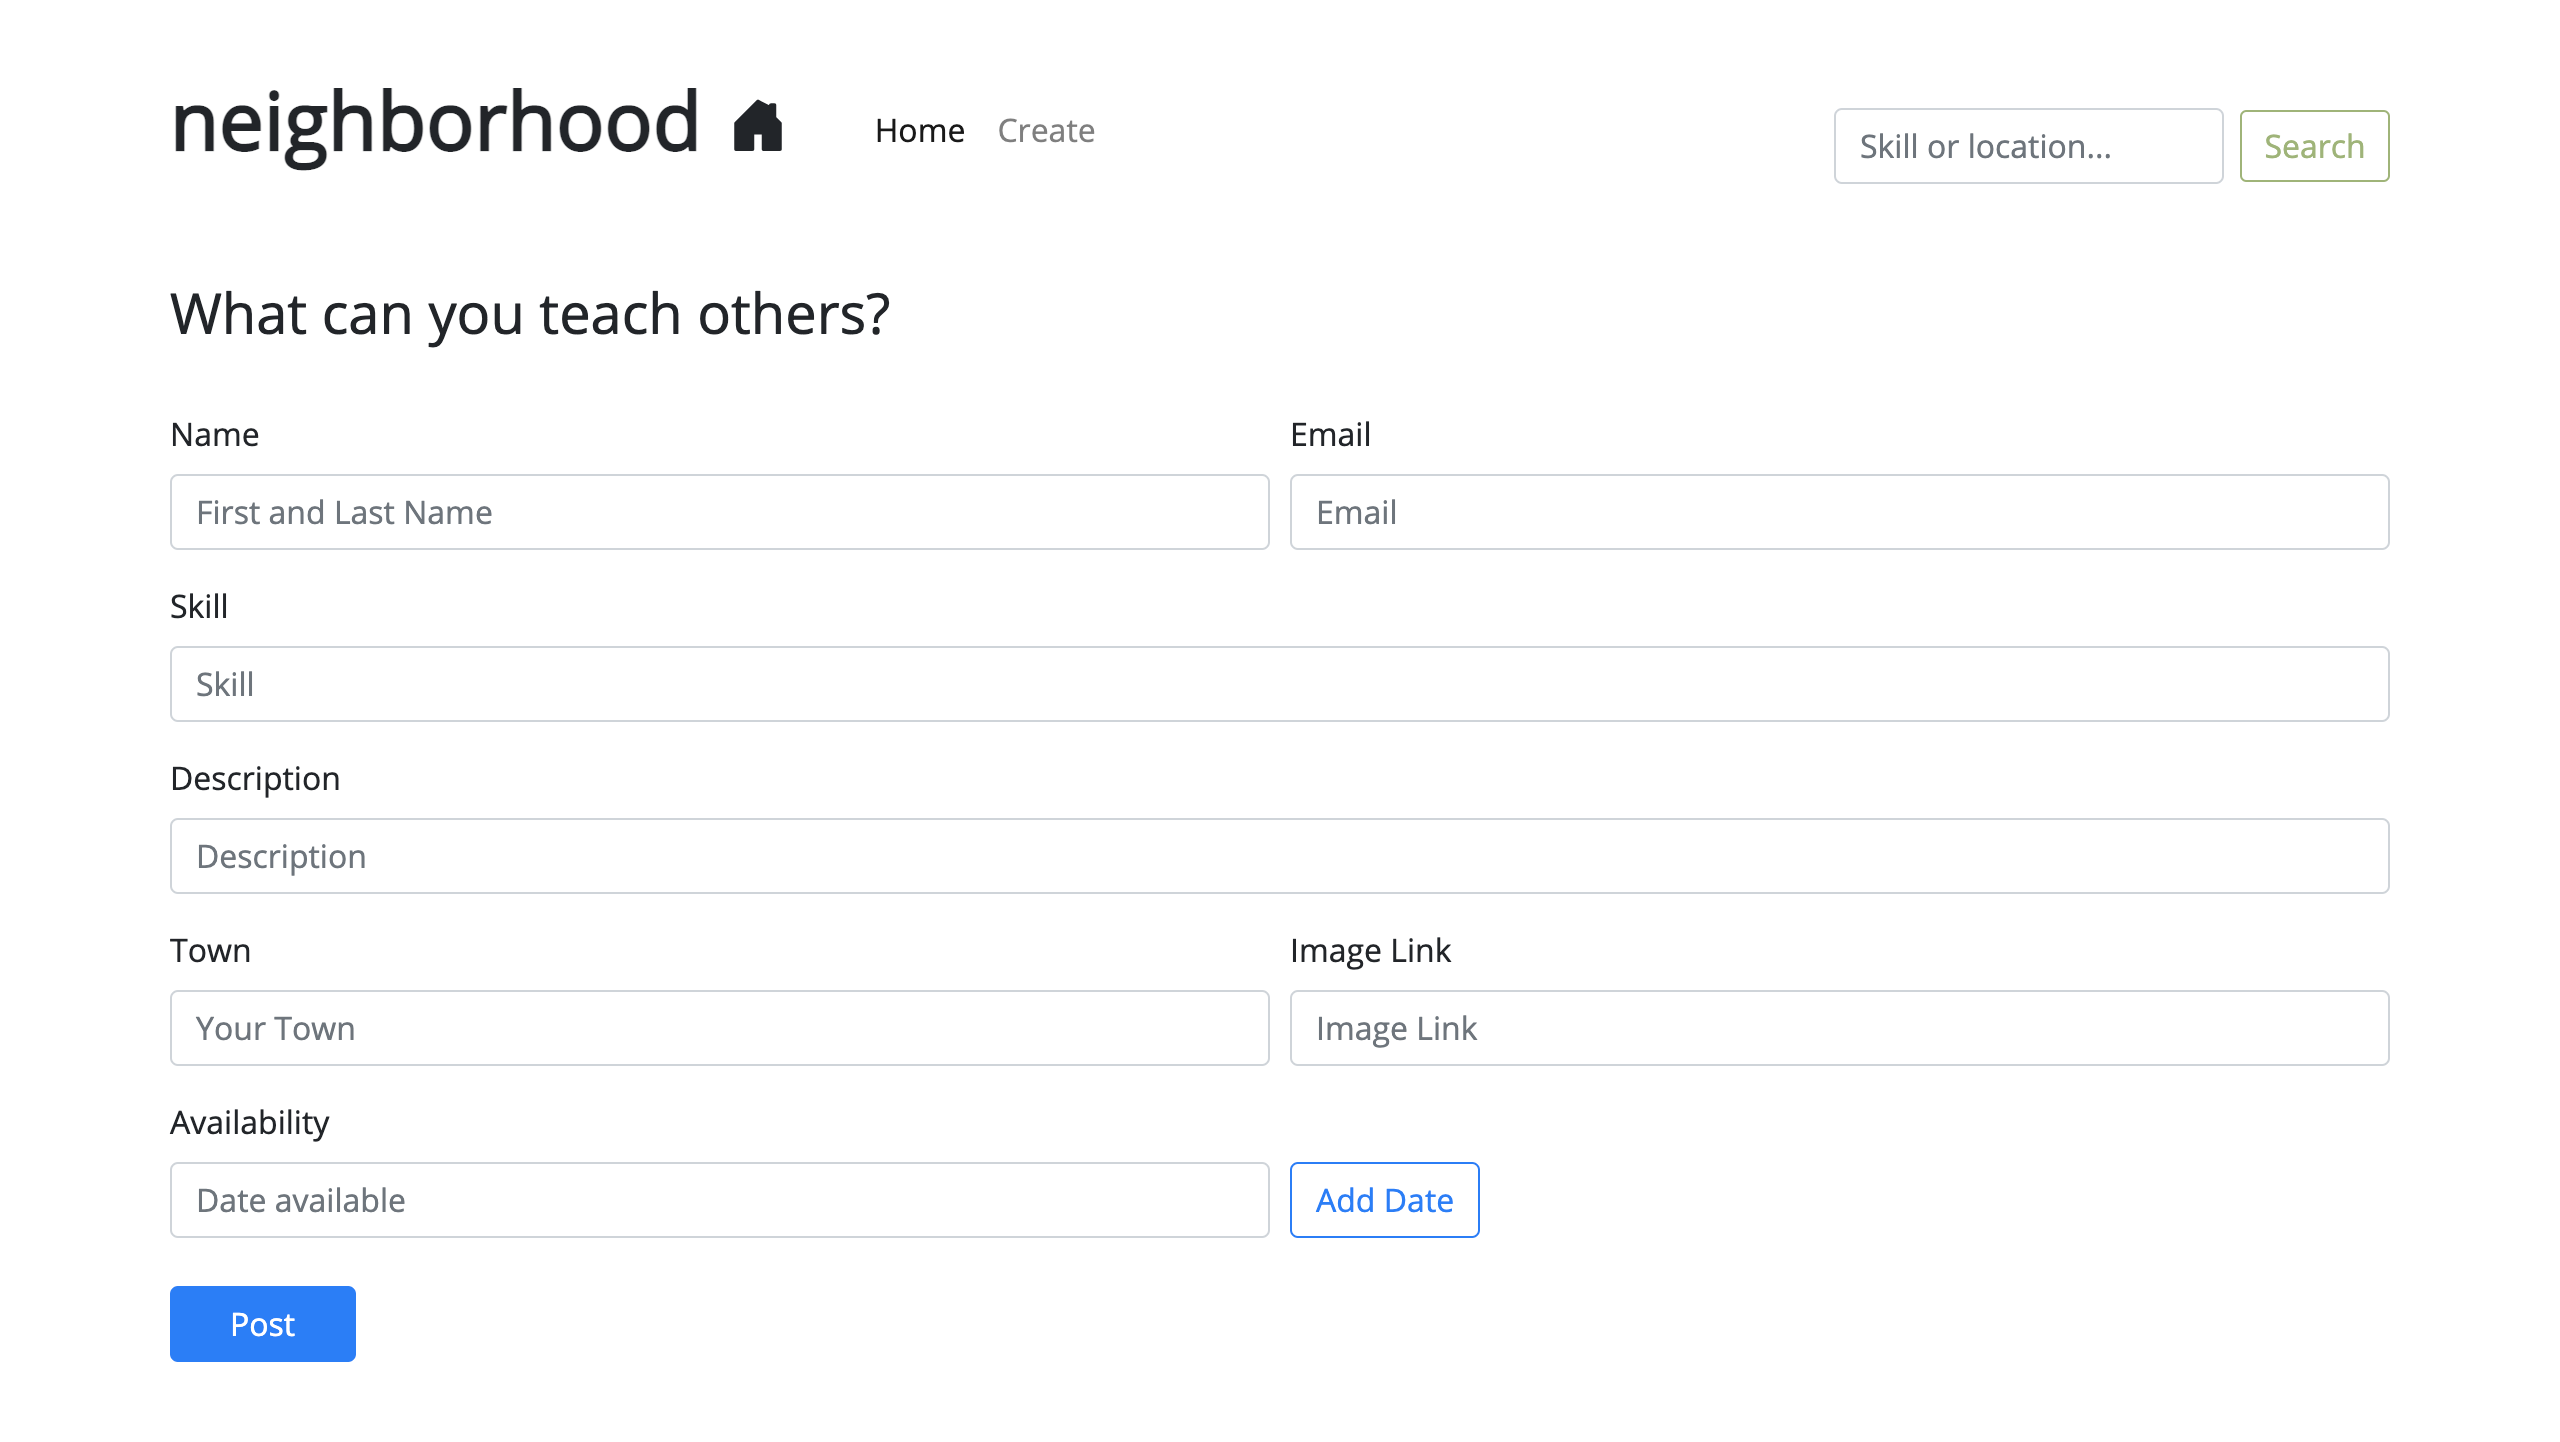 neighborhood Home Create Skill or location... Search
What can you teach others?
Name Email
First and Last Name Email
Skill
Skill
Description
Description
Town Image Link
Your Town Image Link
Availability
Date available Add Date
Post